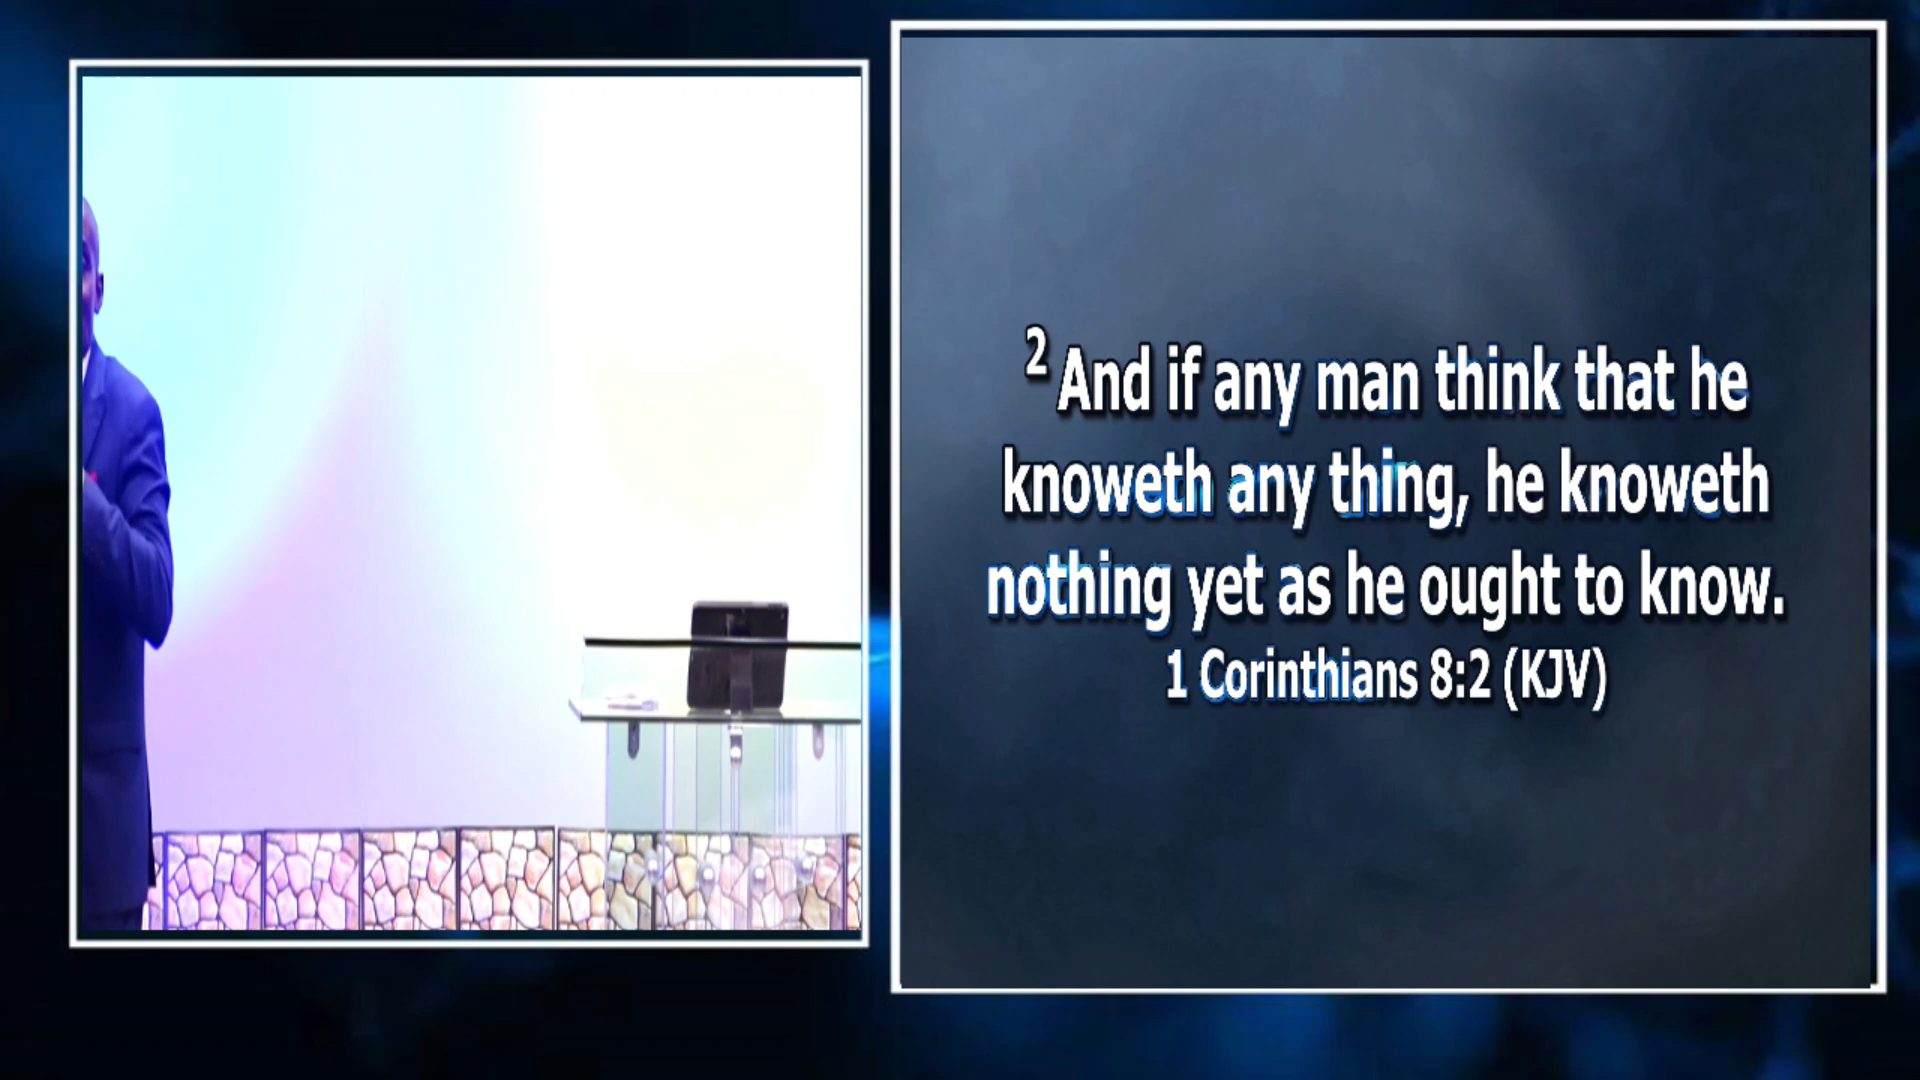 2 And if any man think that he
knoweth any thing, he knoweth
nothing yet as he ought to know.
1 Corinthians 8:2 (KJV)